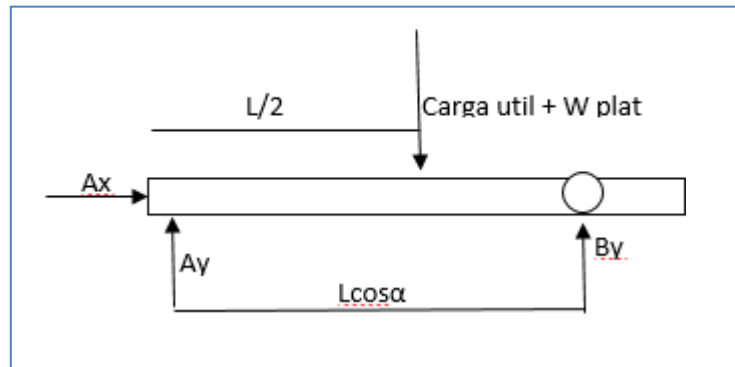 L/2
Carga util + W plat
Ax
Ay
By
Lcosα